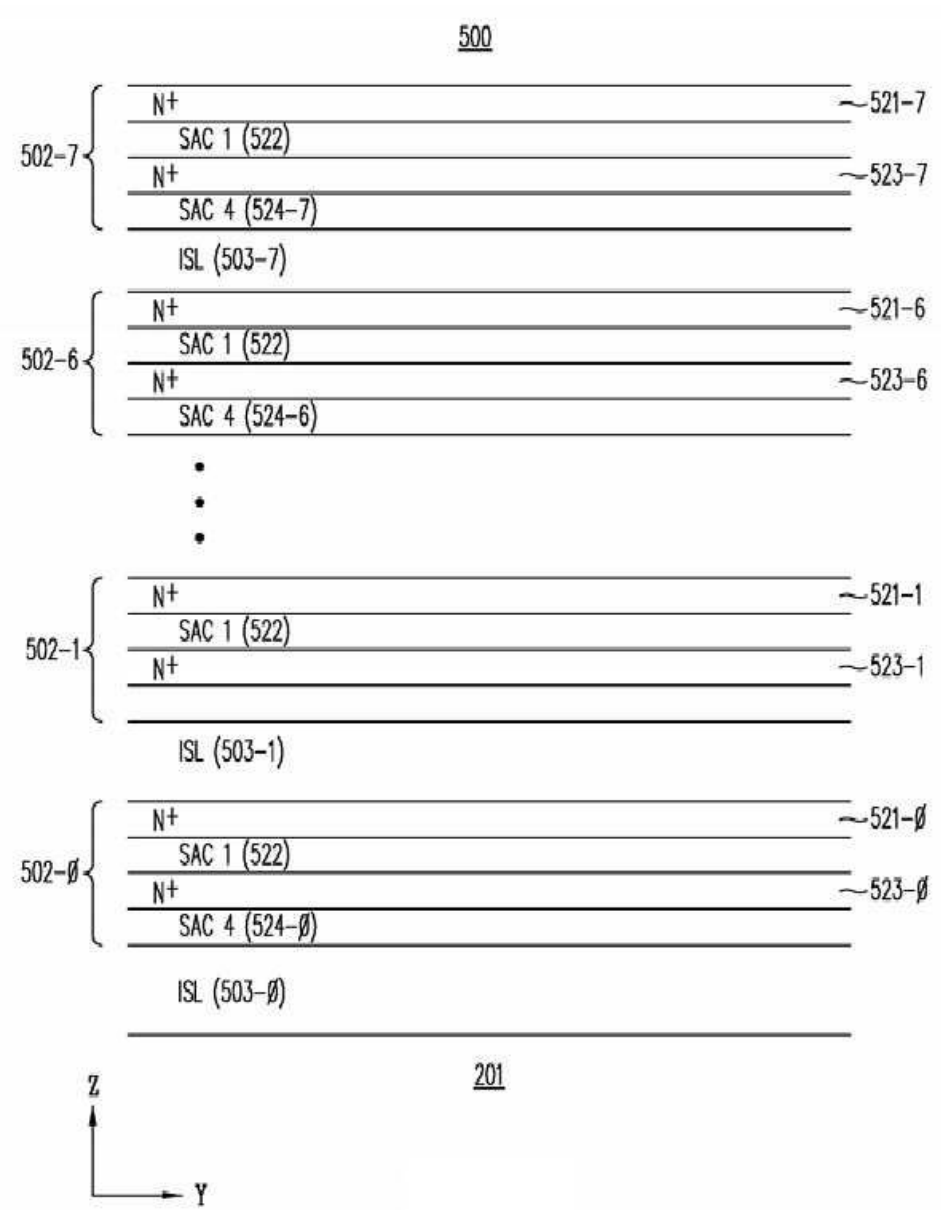 500
N+ 521-7
SAC 1 (522)
502-7
N+ 523-7
SAC 4 (524-7)
ISL (503-7)
N+ 521-6
SAC 1 (522)
502-6
N+ 523=6
SAC 4 (524-6)
N+ 521-1
SAC 1 (522)
502-1
N+ 523-1
ISL (503-1)
N+ 521-Ø
SAC 1 (522)
502-Ø
N+ 523-Ø
SAC 4 (524-Ø)
ISL (503-Ø)
201
Z
Y